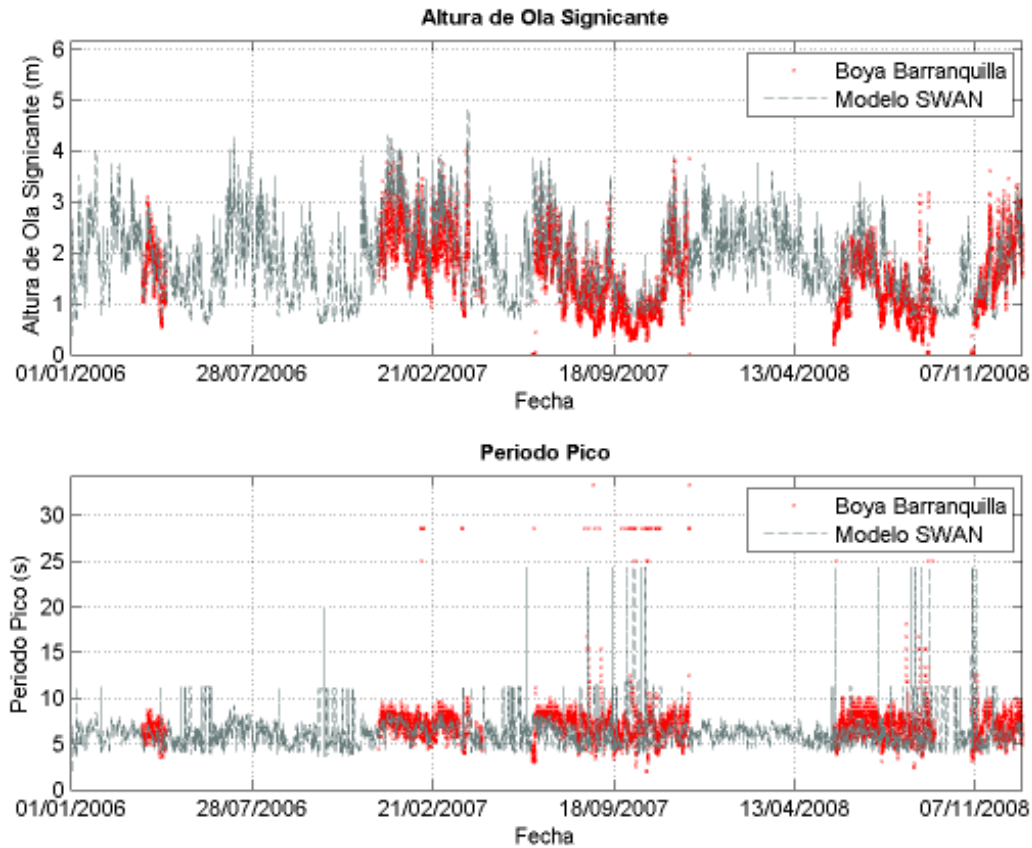 Altura de Ola Signicante
Altura de Ola Signicante (m)
6
5
4
3
2
1
0
Boya Barranquilla
Modelo SWAN
01/01/2006 28/07/2006 21/02/2007 18/09/2007 13/04/2008 07/11/2008
Fecha
Periodo Pico
Periodo Pico (s)
30
25
20
15
10
5
0
Boya Barranquilla
Modelo SWAN
01/01/2006 28/07/2006 21/02/2007 18/09/2007 13/04/2008 07/11/2008
Fecha